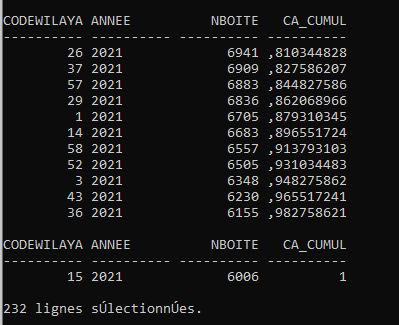 CODEWILAYA ANNEE NBOITE CA_CUMUL
---------- ----------- ---------- ----------
26 2021 6941 ,810344828
37 2021 6909 ,827586207
57 2021 6883 ,844827586
29 2021 6836 ,862068966
1 2021 6705 ,879310345
14 2021 6683 ,896551724
58 2021 6557 ,913793103
52 2021 6505 ,931034483
3 2021 6348 ,948275862
43 2021 6230 ,965517241
36 2021 6155 ,982758621
CODEWILAYA ANNEE NBOITE CA_CUMUL
---------- ----------- ---------- ----------
15 2021 6006 1
232 lignes sÚlectionnÚes.